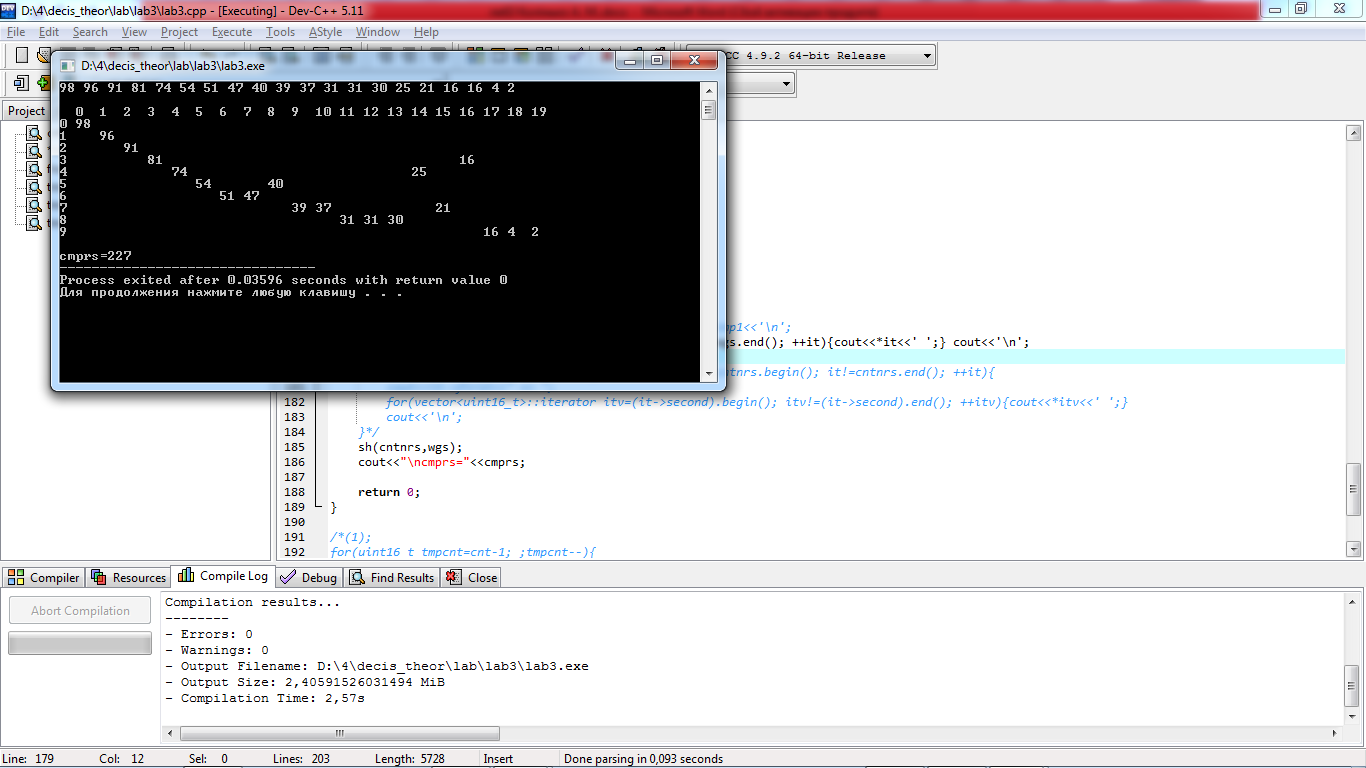 D:\4\decis_theor\lab\lab3\lab3.cpp - [Executing] - Dev-C++ 5.11
File Edit Search View Project Execute Tools AStyle Window Help
CC 4.9.2 64-bit Release
Project
D:\4\decis_theor\lab\lab3\lab3.exe
98 96 91 81 74 54 51 47 40 39 37 31 31 30 25 21 16 16 4 2
0 1 2 3 4 5 6 7 8 9 10 11 12 13 14 15 16 17 18 19
0 98
1 96
2 91
3 81 16
4 74 25
5 54 40
6 51 47
7 39 37 21
8 31 31 30
9 16 4 2
cmprs=227
--------------------------------
Process exited after 0.03596 seconds with return value 0
Для продолжения нажмите любую клавишу . . .
mp1<<'\n';
gs.end(); ++it){cout<<*it<<' ';} cout<<'\n';
ntnrs.begin(); it!=cntnrs.end(); ++it){
182 for(vector<uint16_t>::iterator itv=(it->second).begin(); itv!=(it->second).end(); ++itv){cout<<*itv<<' ';}
183 cout<<'\n';
184 }*/
185 sh(cntnrs,wgs);
186 cout<<"\ncmprs="<<cmprs;
187
188 return 0;
189 }
190
191 /*(1);
192 for(uint16_t tmpcnt=cnt-1; ;tmpcnt--){
Compiler Resources Compile Log Debug Find Results Close
Abort Compilation
Compilation results...
--------
- Errors: 0
- Warnings: 0
- Output Filename: D:\4\decis_theor\lab\lab3\lab3.exe
- Output Size: 2,40591526031494 MiB
- Compilation Time: 2,57s
Line: 179 Col: 12 Sel: 0 Lines: 203 Length: 5728 Insert Done parsing in 0,093 seconds